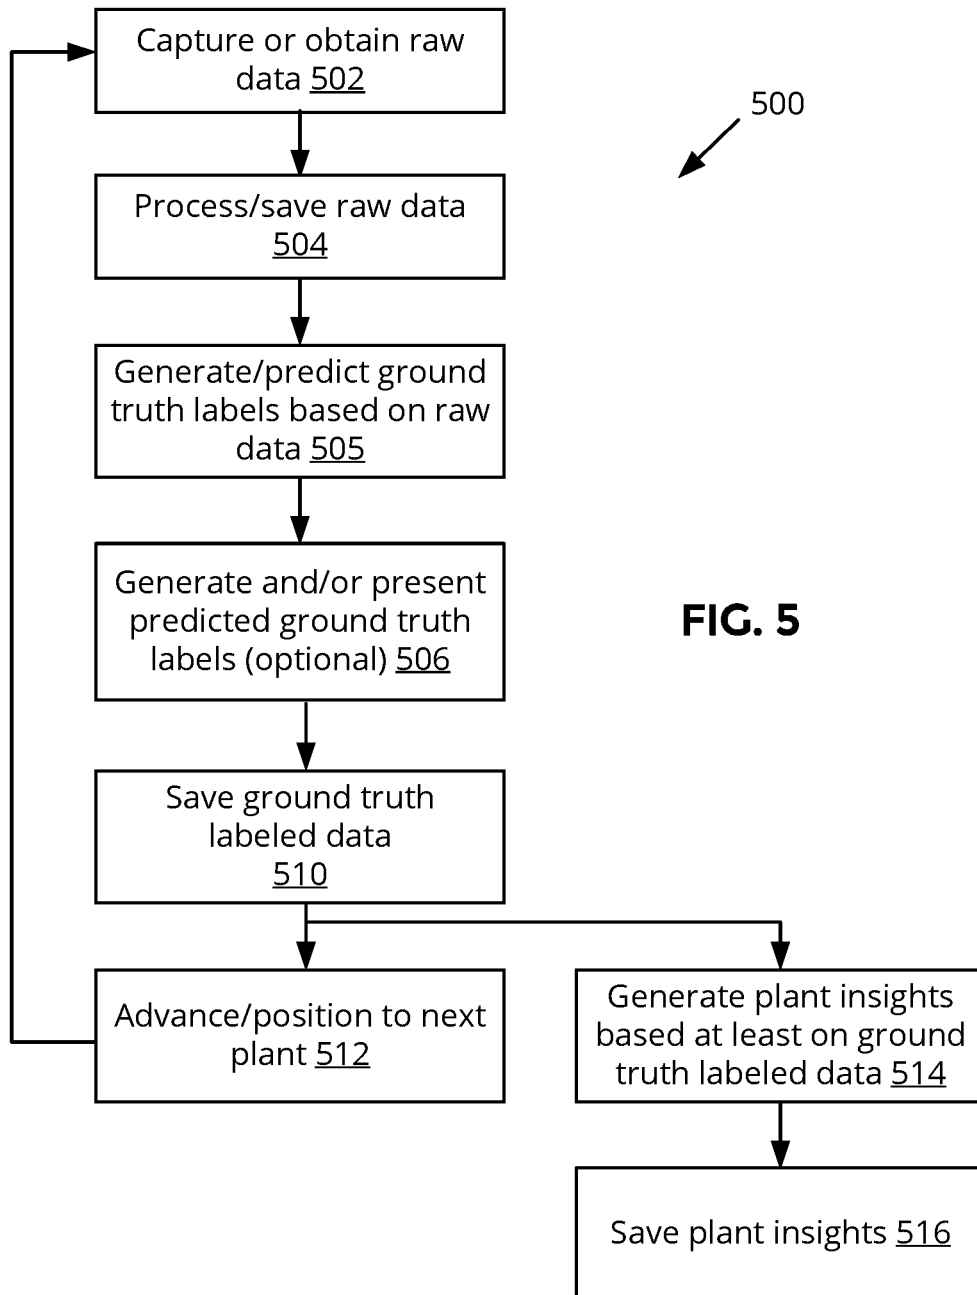 Capture or obtain raw
data 502
500
Process/save raw data
504
Generate/predict ground
truth labels based on raw
data 505
Generate and/or present
predicted ground truth
labels (optional) 506
FIG. 5
Save ground truth
labeled data
510
Advance/position to next
plant 512
Generate plant insights
based at least on ground
truth labeled data 514
Save plant insights 516